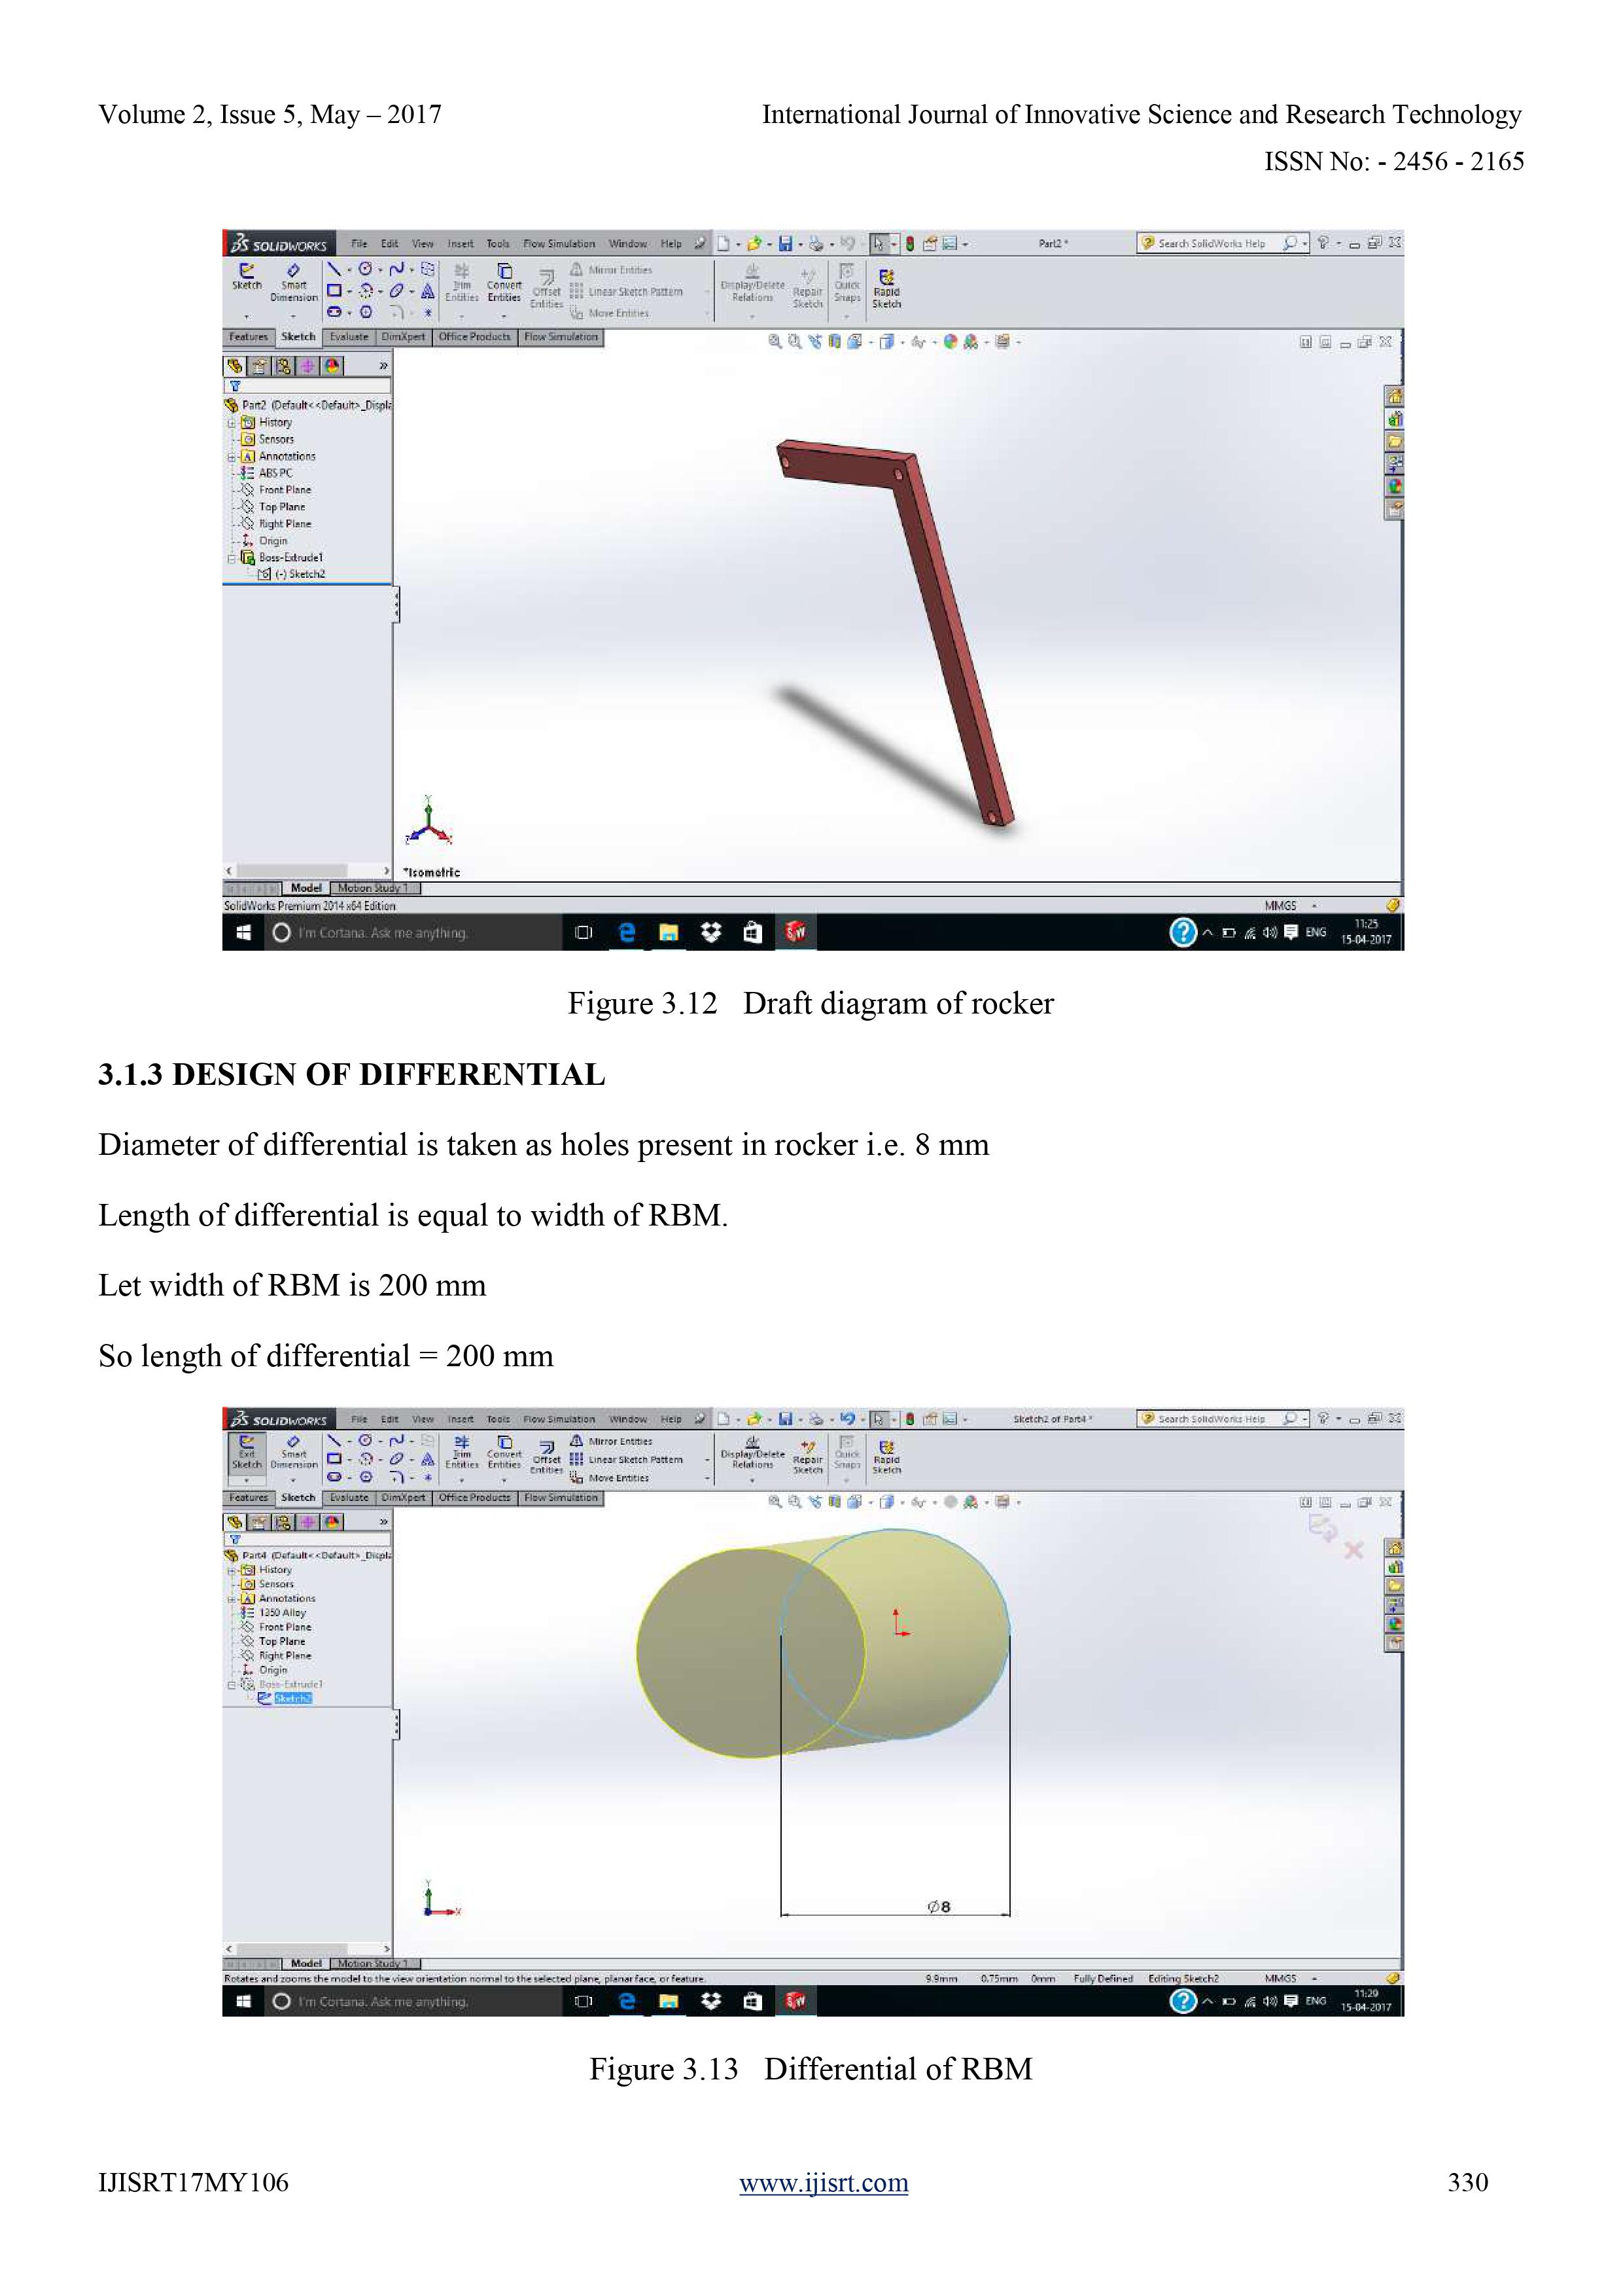 Volume 2, Issue 5, May – 2017 International Journal of Innovative Science and Research Technology
ISSN No: - 2456 - 2165
SOLIDWORKS File Edit View Insert Tools Flow Simulation Window Help Part2 * Search SolidWorks Help
Sketch Smart Dimension Trim Entities Convert Entities Offset Entities Mirror Entities Linear Sketch Pattern Move Entities Display/Delete Relations Repair Sketch Quick Snaps Rapid Sketch
Features Sketch Evaluate DimXpert Office Products Flow Simulation
Part2 (Default<<Default>_Displa
History
Sensors
Annotations
ABS PC
Front Plane
Top Plane
Right Plane
Origin
Boss-Extrude1
(-) Sketch2
Y
Z X
*Isometric
Model Motion Study 1
SolidWorks Premium 2014 x64 Edition MMGS
I'm Cortana. Ask me anything. ENG 11:25
15-04-2017
Figure 3.12 Draft diagram of rocker
3.1.3 DESIGN OF DIFFERENTIAL
Diameter of differential is taken as holes present in rocker i.e. 8 mm
Length of differential is equal to width of RBM.
Let width of RBM is 200 mm
So length of differential = 200 mm
SOLIDWORKS File Edit View Insert Tools Flow Simulation Window Help Sketch2 of Part4 * Search SolidWorks Help
Exit Sketch Smart Dimension Trim Entities Convert Entities Offset Entities Mirror Entities Linear Sketch Pattern Move Entities Display/Delete Relations Repair Sketch Quick Snaps Rapid Sketch
Features Sketch Evaluate DimXpert Office Products Flow Simulation
Part4 (Default<<Default>_Displa
History
Sensors
Annotations
1350 Alloy
Front Plane
Top Plane
Right Plane
Origin
Boss-Extrude1
Sketch2
Ø8
Y
X
Model Motion Study 1
Rotates and zooms the model to the view orientation normal to the selected plane, planar face, or feature. 9.9mm 0.75mm 0mm Fully Defined Editing Sketch2 MMGS
I'm Cortana. Ask me anything. ENG 11:29
15-04-2017
Figure 3.13 Differential of RBM
IJISRT17MY106 www.ijisrt.com 330